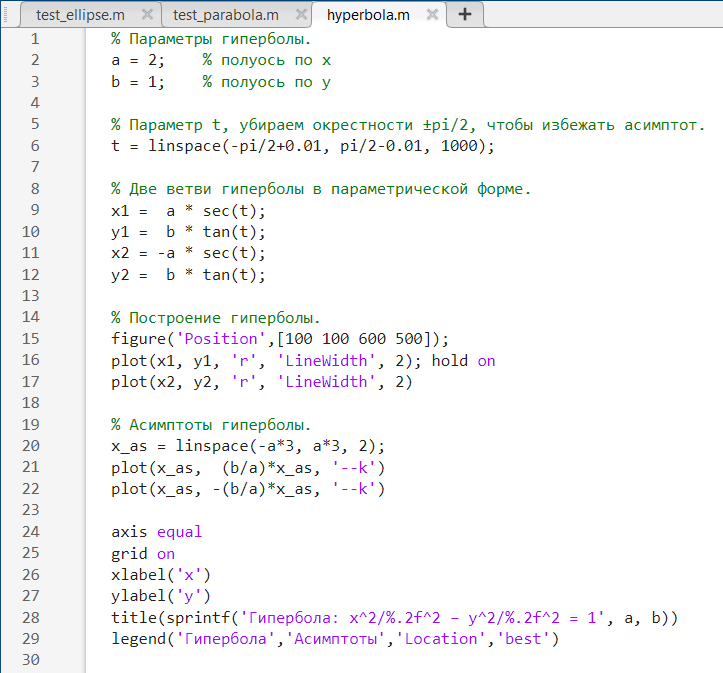 test_ellipse.m test_parabola.m hyperbola.m +
1 % Параметры гиперболы.
2 a = 2;    % полуось по x
3 b = 1;    % полуось по y
4
5 % Параметр t, убираем окрестности ±pi/2, чтобы избежать асимптот.
6 t = linspace(-pi/2+0.01, pi/2-0.01, 1000);
7
8 % Две ветви гиперболы в параметрической форме.
9 x1 =  a * sec(t);
10 y1 =  b * tan(t);
11 x2 = -a * sec(t);
12 y2 =  b * tan(t);
13
14 % Построение гиперболы.
15 figure('Position',[100 100 600 500]);
16 plot(x1, y1, 'r', 'LineWidth', 2); hold on
17 plot(x2, y2, 'r', 'LineWidth', 2)
18
19 % Асимптоты гиперболы.
20 x_as = linspace(-a*3, a*3, 2);
21 plot(x_as,  (b/a)*x_as, '--k')
22 plot(x_as, -(b/a)*x_as, '--k')
23
24 axis equal
25 grid on
26 xlabel('x')
27 ylabel('y')
28 title(sprintf('Гипербола: x^2/%.2f^2 – y^2/%.2f^2 = 1', a, b))
29 legend('Гипербола','Асимптоты','Location','best')
30